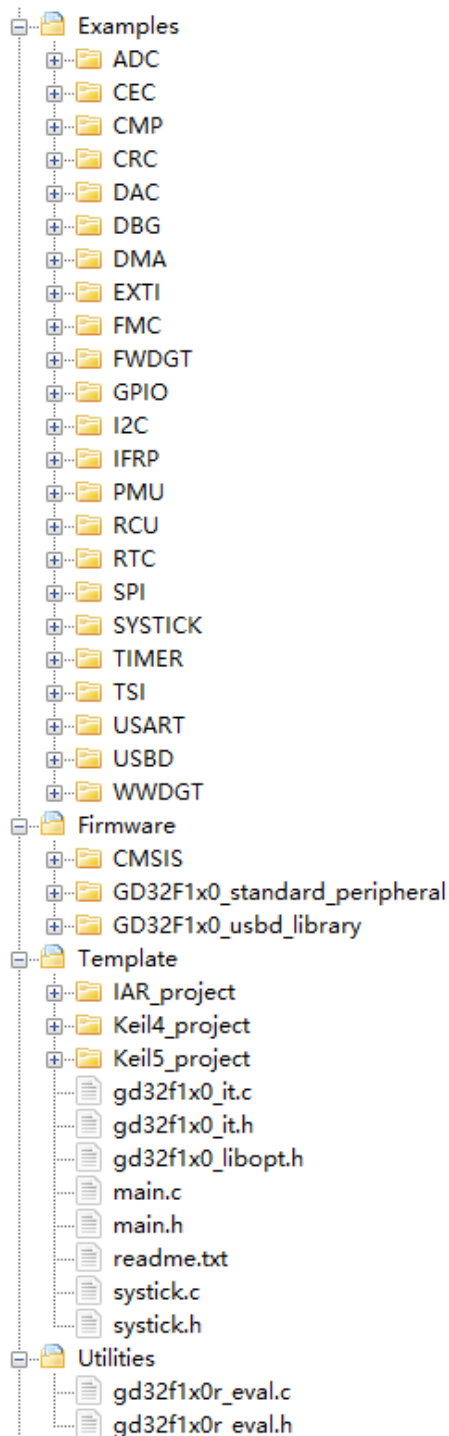 Examples
ADC
CEC
CMP
CRC
DAC
DBG
DMA
EXTI
FMC
FWDGT
GPIO
I2C
IFRP
PMU
RCU
RTC
SPI
SYSTICK
TIMER
TSI
USART
USBD
WWDGT
Firmware
CMSIS
GD32F1x0_standard_peripheral
GD32F1x0_usbd_library
Template
IAR_project
Keil4_project
Keil5_project
gd32f1x0_it.c
gd32f1x0_it.h
gd32f1x0_libopt.h
main.c
main.h
readme.txt
systick.c
systick.h
Utilities
gd32f1x0r_eval.c
gd32f1x0r_eval.h